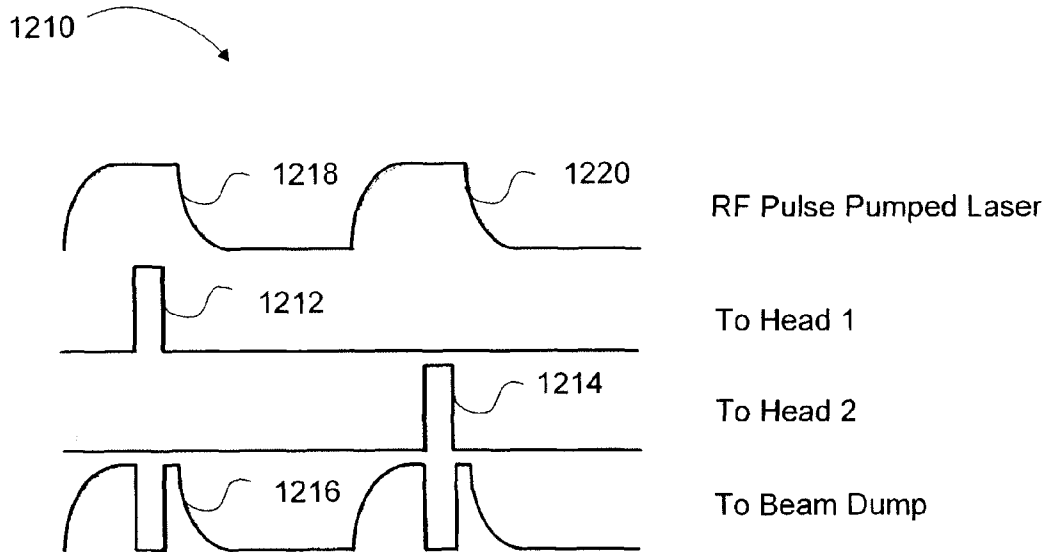 1210
1218
1220
RF Pulse Pumped Laser
1212
To Head 1
1214
To Head 2
1216
To Beam Dump